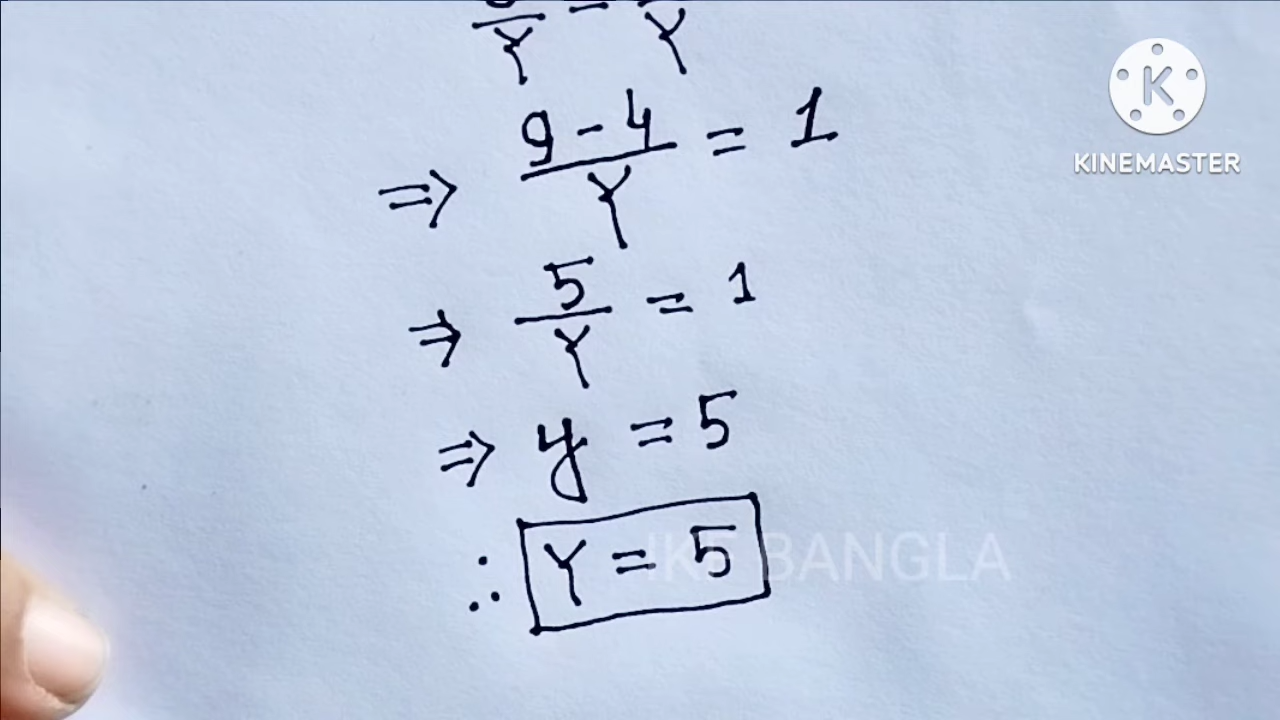 Y - Y
⇒ 9 - 4 / Y = 1
⇒ 5 / Y = 1
⇒ y = 5
∴ Y = 5
K
KINEMASTER
BANGLA